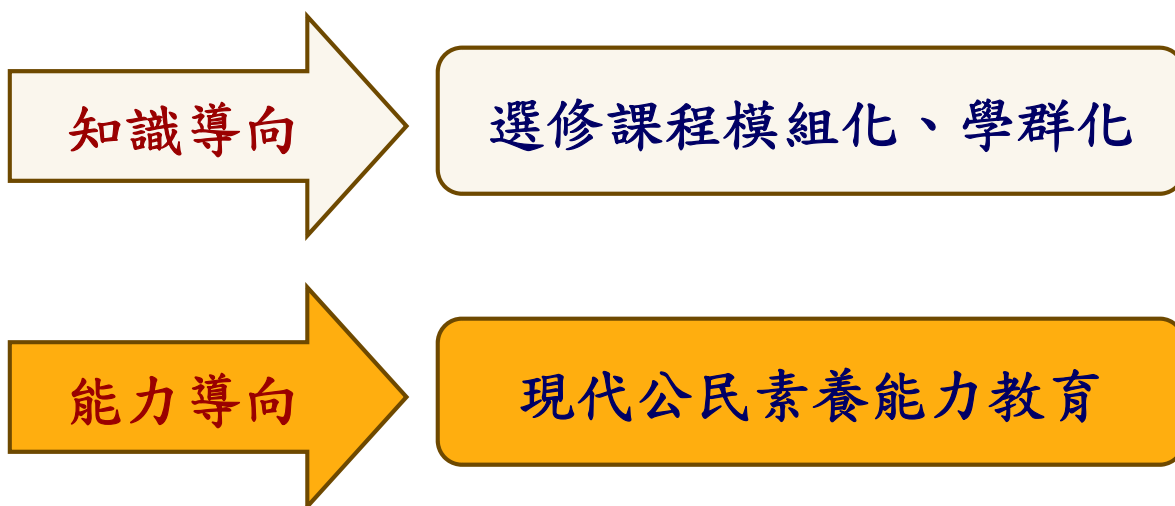 知識導向
選修課程模組化、學群化
能力導向
現代公民素養能力教育